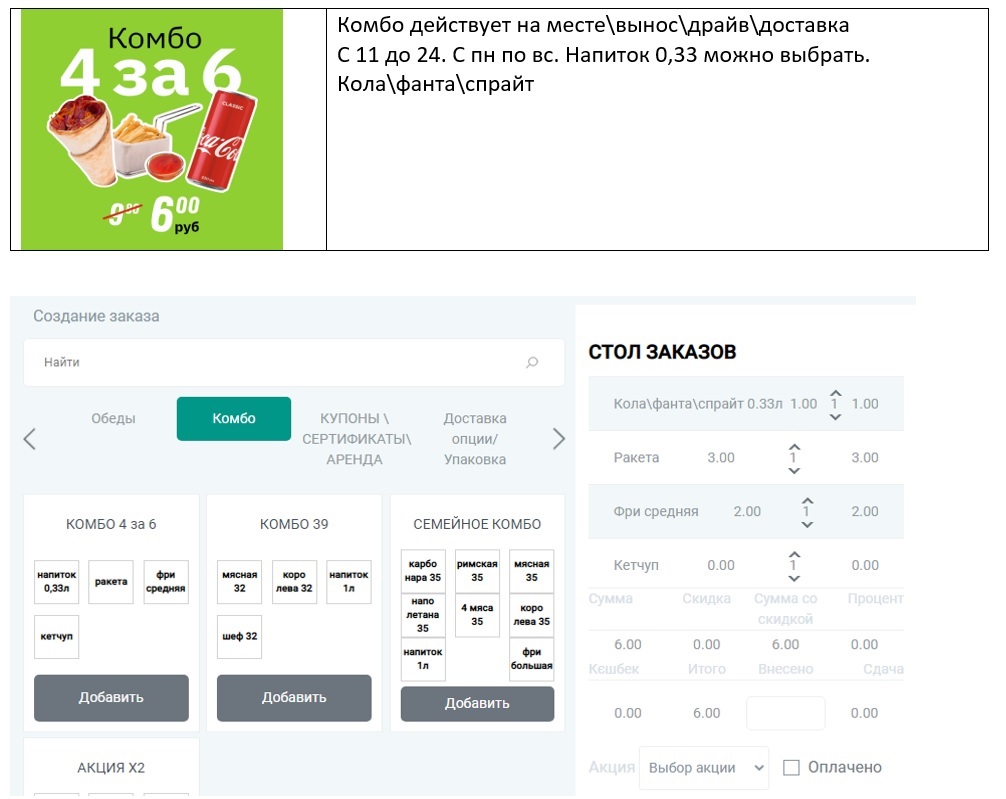 Комбо
4 за 6
CLASSIC
Coca-Cola
6⁰⁰
руб
Комбо действует на месте\вынос\драйв\доставка
С 11 до 24. С пн по вс. Напиток 0,33 можно выбрать.
Кола\фанта\спрайт
Создание заказа
Найти
Обеды
Комбо
КУПОНЫ \
СЕРТИФИКАТЫ\
АРЕНДА
Доставка
опции/
Упаковка
КОМБО 4 за 6
напиток
0,33л
ракета
фри
средняя
кетчуп
Добавить
КОМБО 39
мясная
32
коро
лева 32
напиток
1л
шеф 32
Добавить
СЕМЕЙНОЕ КОМБО
карбо
нара 35
римская
35
мясная
35
напо
летана
35
4 мяса
35
коро
лева 35
напиток
1л
фри
большая
Добавить
АКЦИЯ Х2
СТОЛ ЗАКАЗОВ
Кола\фанта\спрайт 0.33л 1.00 1 1.00
Ракета 3.00 1 3.00
Фри средняя 2.00 1 2.00
Кетчуп 0.00 1 0.00
Сумма Скидка Сумма со скидкой Процент
6.00 0.00 6.00 0.00
Кешбек Итого Внесено Сдача
0.00 6.00 0.00
Акция Выбор акции Оплачено